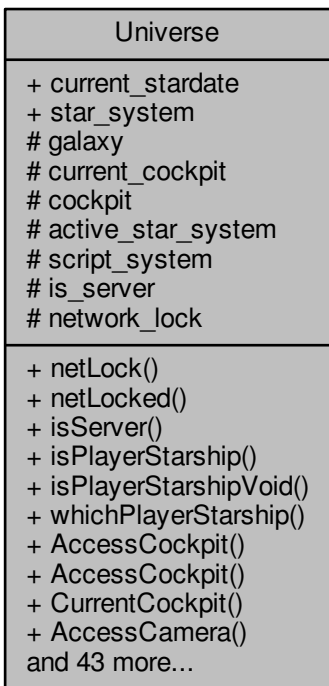 Universe
+ current_stardate
+ star_system
# galaxy
# current_cockpit
# cockpit
# active_star_system
# script_system
# is_server
# network_lock
+ netLock()
+ netLocked()
+ isServer()
+ isPlayerStarship()
+ isPlayerStarshipVoid()
+ whichPlayerStarship()
+ AccessCockpit()
+ AccessCockpit()
+ CurrentCockpit()
+ AccessCamera()
and 43 more...